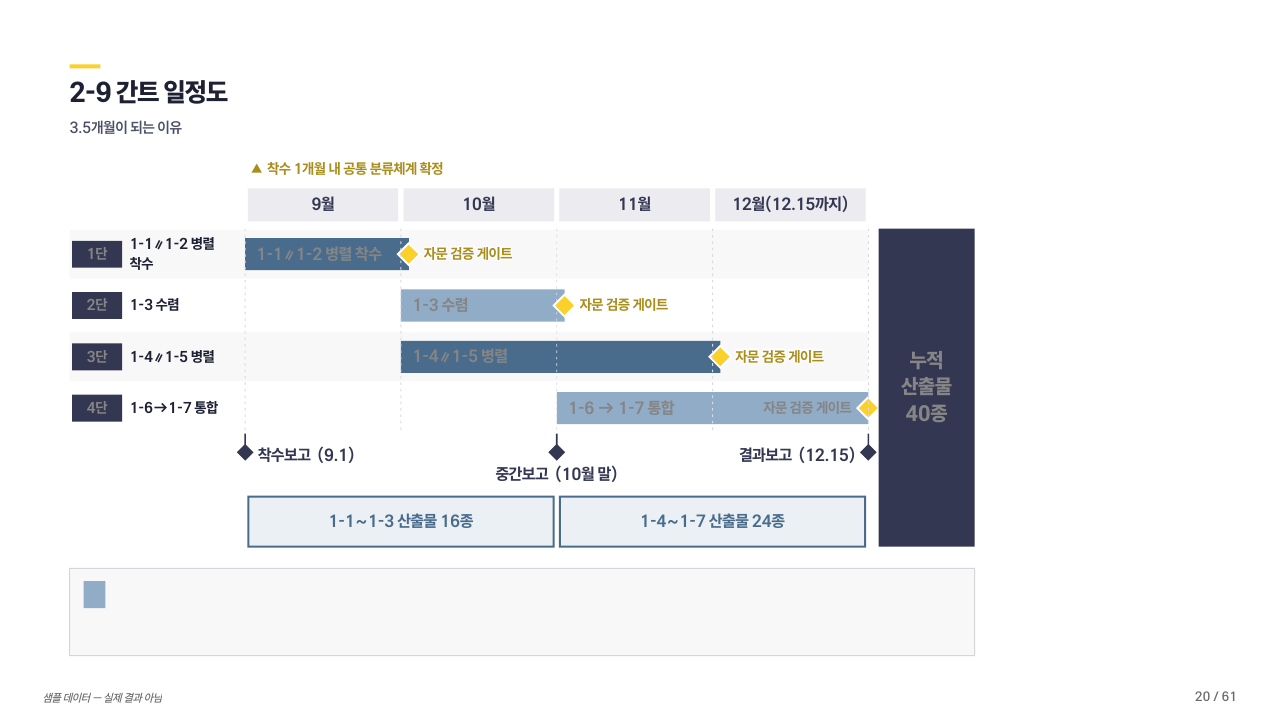 2-9 간트 일정도
3.5개월이 되는 이유
▲ 착수 1개월 내 공통 분류체계 확정
9월
10월
11월
12월(12.15까지)
1단
1-1 ∥ 1-2 병렬
착수
1-1 ∥ 1-2 병렬 착수
자문 검증 게이트
2단
1-3 수렴
1-3 수렴
자문 검증 게이트
3단
1-4 ∥ 1-5 병렬
1-4 ∥ 1-5 병렬
자문 검증 게이트
4단
1-6→1-7 통합
1-6 → 1-7 통합
자문 검증 게이트
누적
산출물
40종
착수보고 (9.1)
중간보고 (10월 말)
결과보고 (12.15)
1-1~1-3 산출물 16종
1-4~1-7 산출물 24종
샘플 데이터 — 실제 결과 아님
20 / 61